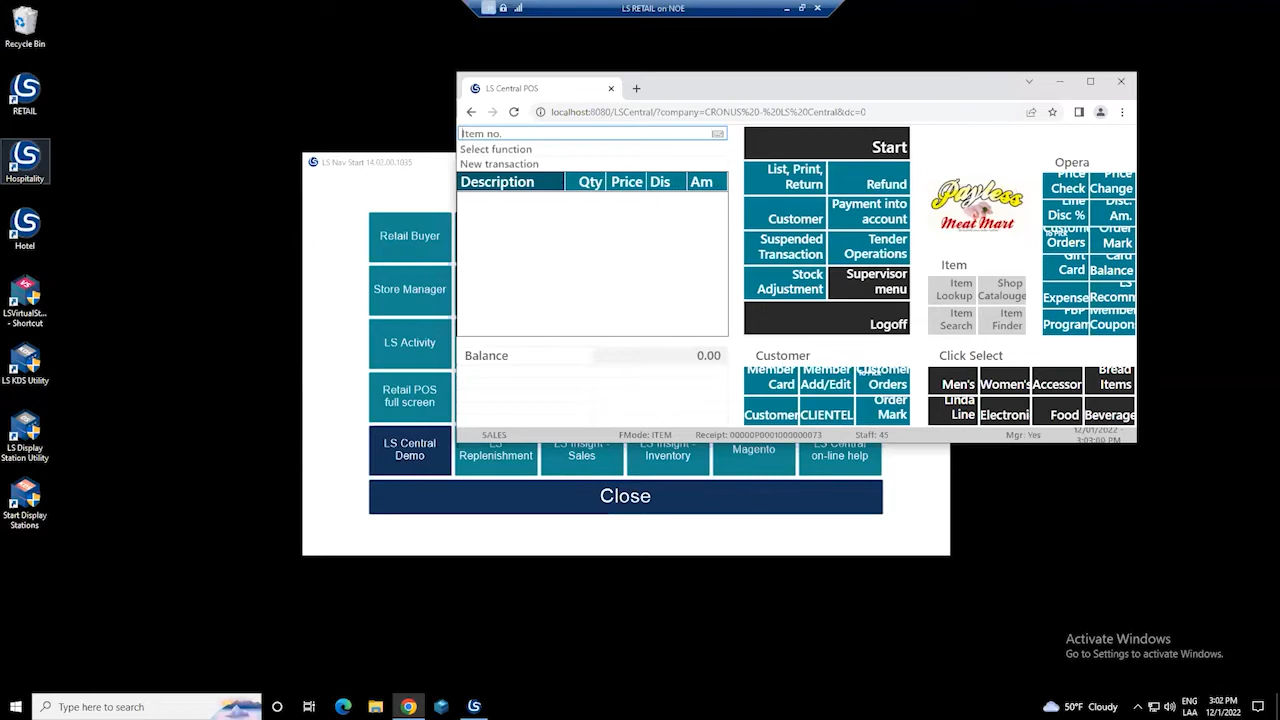 LS RETAIL on NOE
Recycle Bin
RETAIL
Hospitality
Hotel
LSVirtualSt...
- Shortcut
LS KDS Utility
LS Display
Station Utility
Start Display
Stations
LS Nav Start 14.02.00.1035
Retail Buyer
Store Manager
LS Activity
Retail POS
full screen
LS Central
Demo
LS
Replenishment
LS Insight -
Sales
LS Insight -
Inventory
Magento
LS Central
on-line help
Close
LS Central POS
localhost:8080/LSCentral/?company=CRONUS%20-%20LS%20Central&tdc=0
Item no.
Select function
New transaction
Description Qty Price Dis Am
Balance 0.00
Start
List, Print,
Return
Refund
Customer
Payment into
account
Suspended
Transaction
Tender
Operations
Stock
Adjustment
Supervisor
menu
Logoff
Payless
Meat Mart
Item
Item
Lookup
Shop
Catalouge
Item
Search
Item
Finder
Opera
Price
Check
Price
Change
Line
Disc %
Disc.
Am.
Customer
Orders
Order
Mark
Gift
Card
Card
Balance
Expense
LS
Recomm
PBP
Program
Member
Coupon
Customer
Member
Card
Member
Add/Edit
Customer
Orders
Customer
CLIENTEL
Order
Mark
Click Select
Men's
Women's
Accessor
Bread
Items
Linda
Line
Electroni
Food
Beverage
SALES FMode: ITEM Receipt: 00000P0001000000073 Staff: 45 Mgr: Yes 12/01/2022 -
3:03:00 PM
Activate Windows
Go to Settings to activate Windows.
Type here to search
50°F Cloudy
ENG
LAA
3:02 PM
12/1/2022